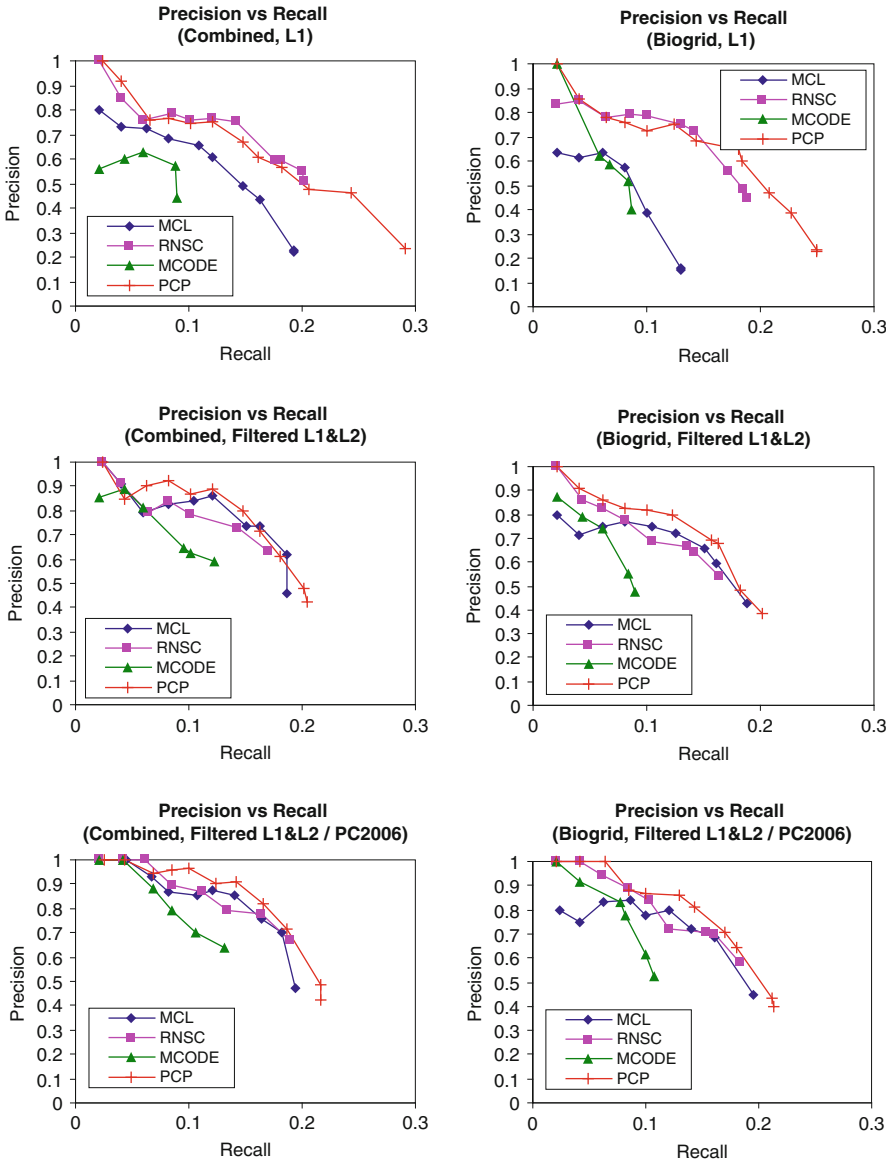 Precision vs Recall
(Combined, L1)
1
0.9
0.8
0.7
0.6
0.5
0.4
0.3
0.2
0.1
0
Precision
MCL
RNSC
MCODE
PCP
0
0.1
0.2
0.3
Recall
Precision vs Recall
(Biogrid, L1)
1
0.9
0.8
0.7
0.6
0.5
0.4
0.3
0.2
0.1
0
Precision
MCL
RNSC
MCODE
PCP
0
0.1
0.2
0.3
Recall
Precision vs Recall
(Combined, Filtered L1&L2)
1
0.9
0.8
0.7
0.6
0.5
0.4
0.3
0.2
0.1
0
Precision
MCL
RNSC
MCODE
PCP
0
0.1
0.2
0.3
Recall
Precision vs Recall
(Biogrid, Filtered L1&L2)
1
0.9
0.8
0.7
0.6
0.5
0.4
0.3
0.2
0.1
0
Precision
MCL
RNSC
MCODE
PCP
0
0.1
0.2
0.3
Recall
Precision vs Recall
(Combined, Filtered L1&L2 / PC2006)
1
0.9
0.8
0.7
0.6
0.5
0.4
0.3
0.2
0.1
0
Precision
MCL
RNSC
MCODE
PCP
0
0.1
0.2
0.3
Recall
Precision vs Recall
(Biogrid, Filtered L1&L2 / PC2006)
1
0.9
0.8
0.7
0.6
0.5
0.4
0.3
0.2
0.1
0
Precision
MCL
RNSC
MCODE
PCP
0
0.1
0.2
0.3
Recall